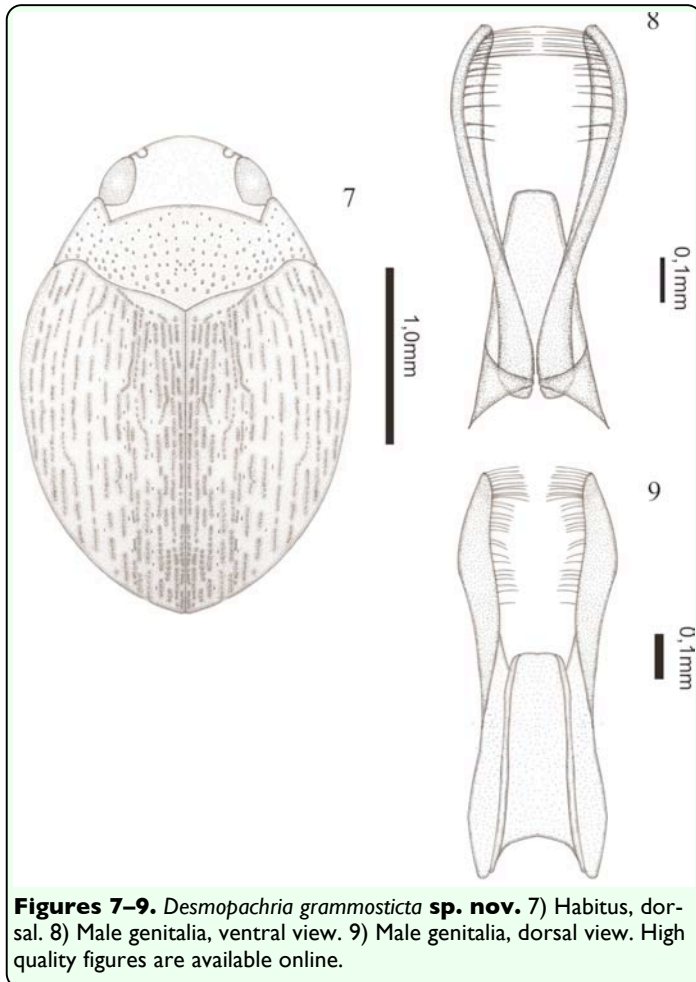 8
7
1,0mm
0,1mm
9
0,1mm
Figures 7–9. Desmopachria grammosticta sp. nov. 7) Habitus, dor-
sal. 8) Male genitalia, ventral view. 9) Male genitalia, dorsal view. High
quality figures are available online.